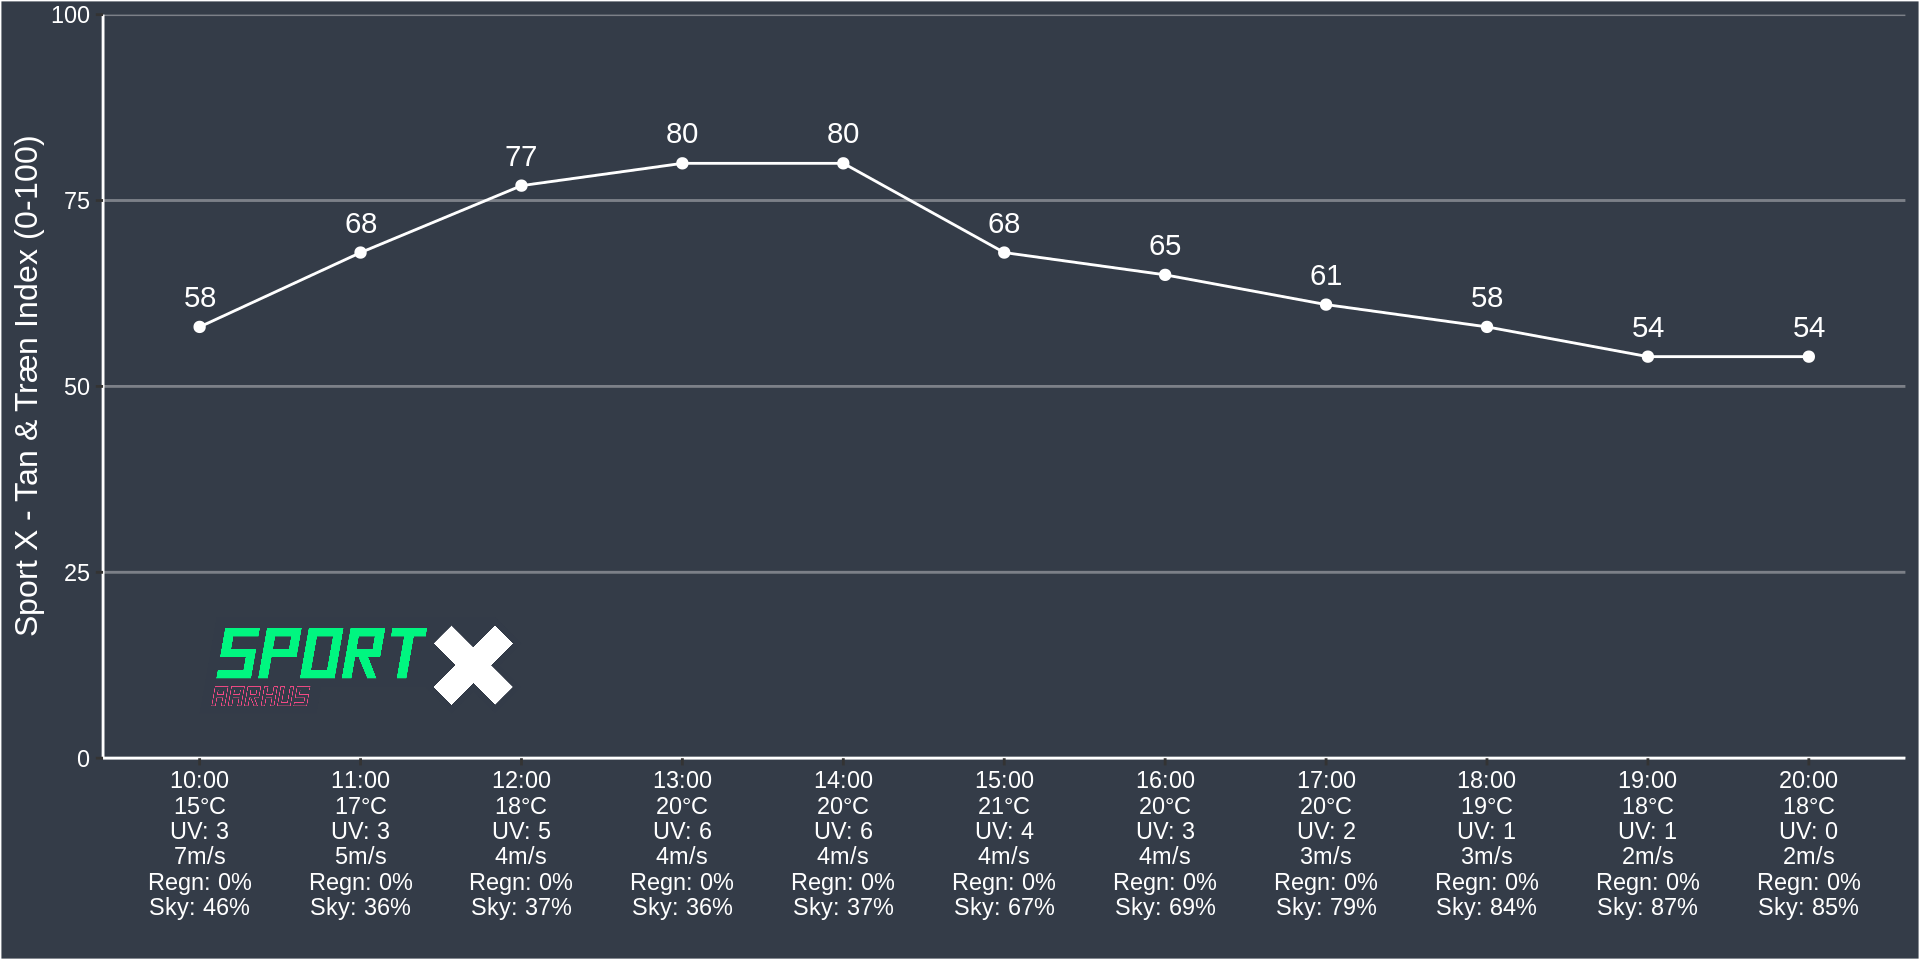 Sport X - Tan & Træn Index (0-100)
100
75
50
25
0
58
68
77
80
80
68
65
61
58
54
54
SPORT X
AARHUS
10:00 11:00 12:00 13:00 14:00 15:00 16:00 17:00 18:00 19:00 20:00
15°C 17°C 18°C 20°C 20°C 21°C 20°C 20°C 19°C 18°C 18°C
UV: 3 UV: 3 UV: 5 UV: 6 UV: 6 UV: 4 UV: 3 UV: 2 UV: 1 UV: 1 UV: 0
7m/s 5m/s 4m/s 4m/s 4m/s 4m/s 4m/s 3m/s 3m/s 2m/s 2m/s
Regn: 0% Regn: 0% Regn: 0% Regn: 0% Regn: 0% Regn: 0% Regn: 0% Regn: 0% Regn: 0% Regn: 0% Regn: 0%
Sky: 46% Sky: 36% Sky: 37% Sky: 36% Sky: 37% Sky: 67% Sky: 69% Sky: 79% Sky: 84% Sky: 87% Sky: 85%